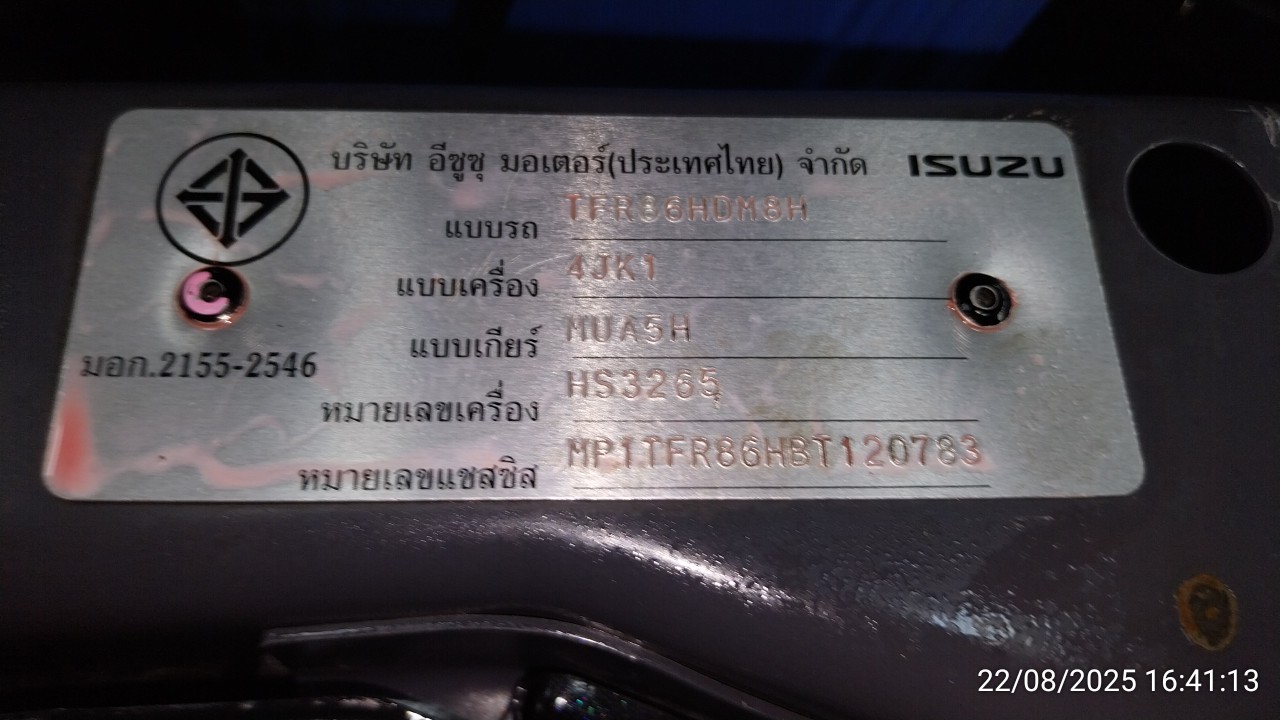 บริษัท อีซูซุ มอเตอร์(ประเทศไทย) จำกัด ISUZU
แบบรถ TFR86HDM8H
แบบเครื่อง 4JK1
แบบเกียร์ MUA5H
มอก.2155-2546
หมายเลขเครื่อง HS3265
หมายเลขแชสซิส MP1TFR86HBT120783
22/08/2025 16:41:13